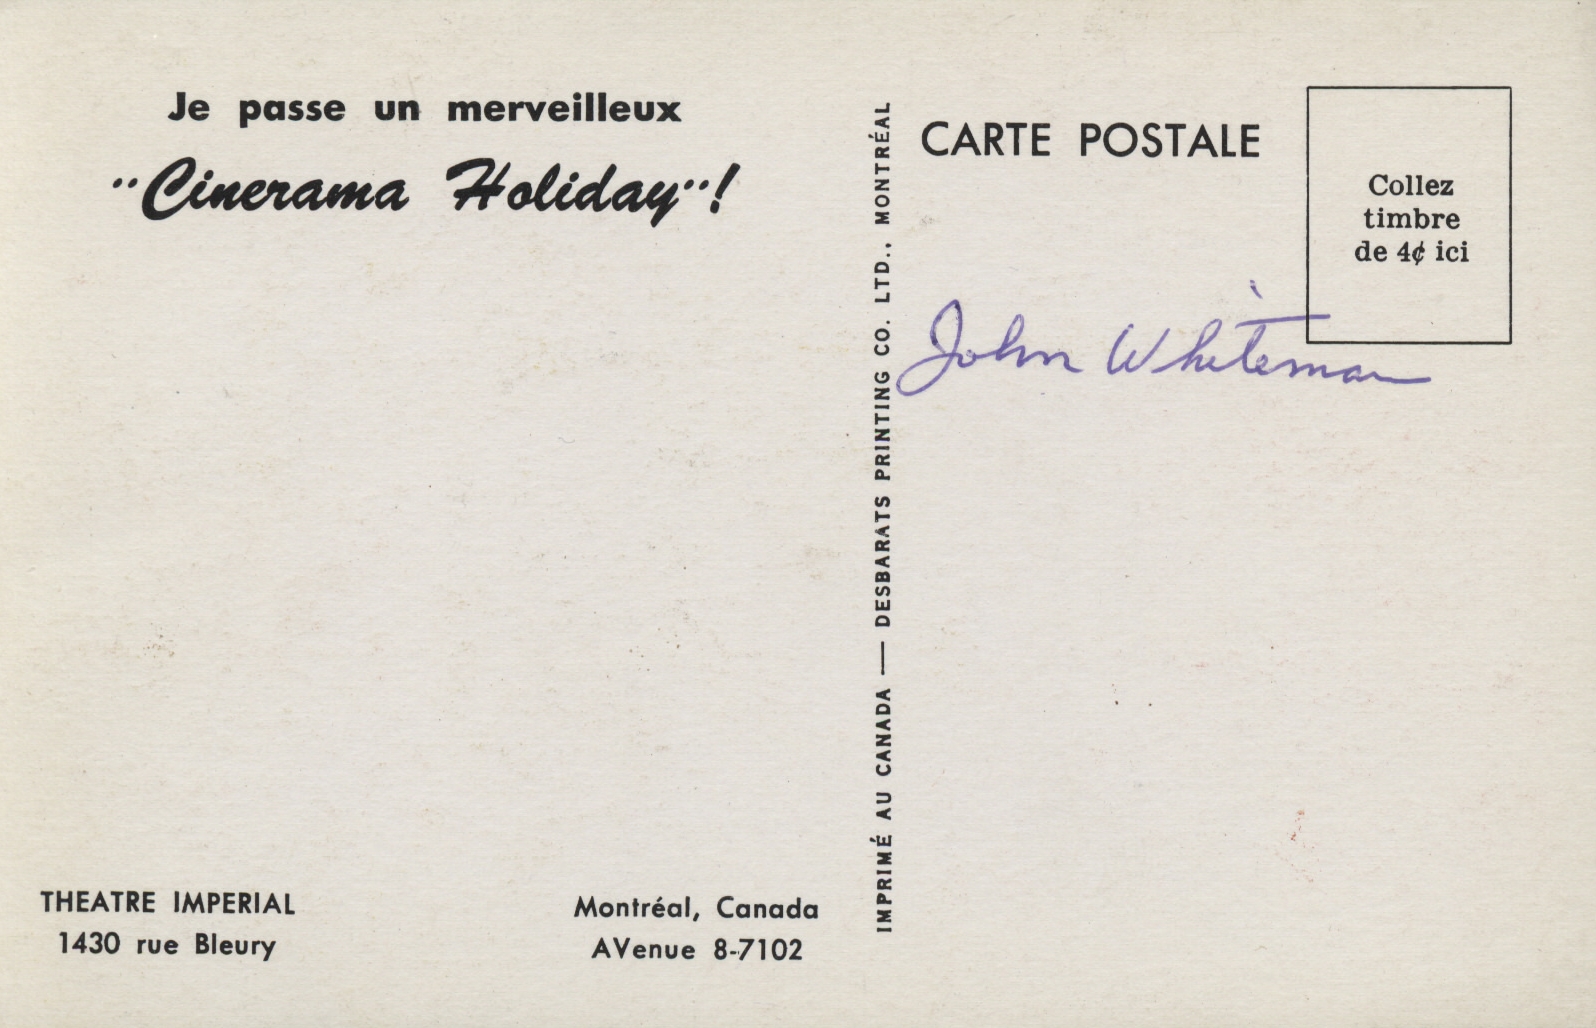 Je passe un merveilleux
"Cinerama Holiday"!
THEATRE IMPERIAL
1430 rue Bleury
Montréal, Canada
AVenue 8-7102
IMPRIMÉ AU CANADA — DESBARATS PRINTING CO. LTD., MONTRÉAL
CARTE POSTALE
Collez
timbre
de 4¢ ici
John Whiteman